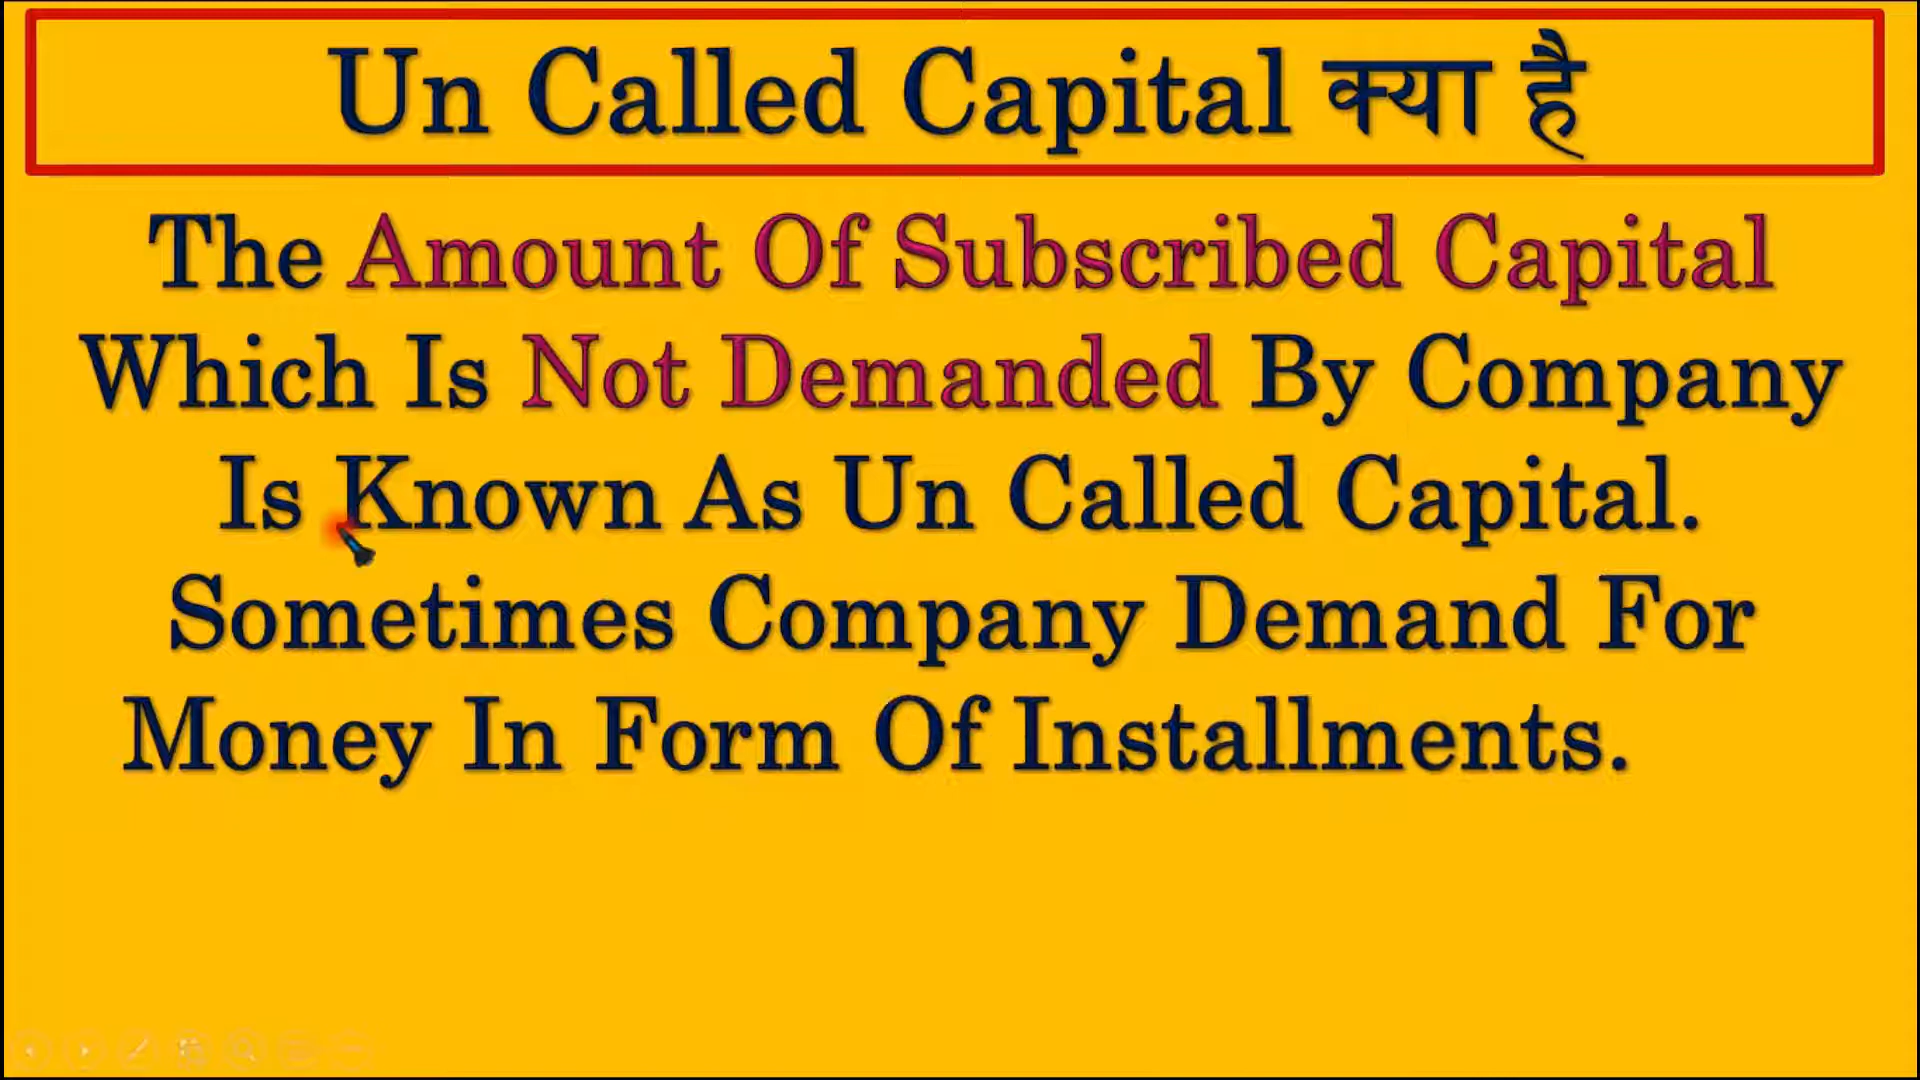 Un Called Capital क्या है
The Amount Of Subscribed Capital
Which Is Not Demanded By Company
Is Known As Un Called Capital.
Sometimes Company Demand For
Money In Form Of Installments.